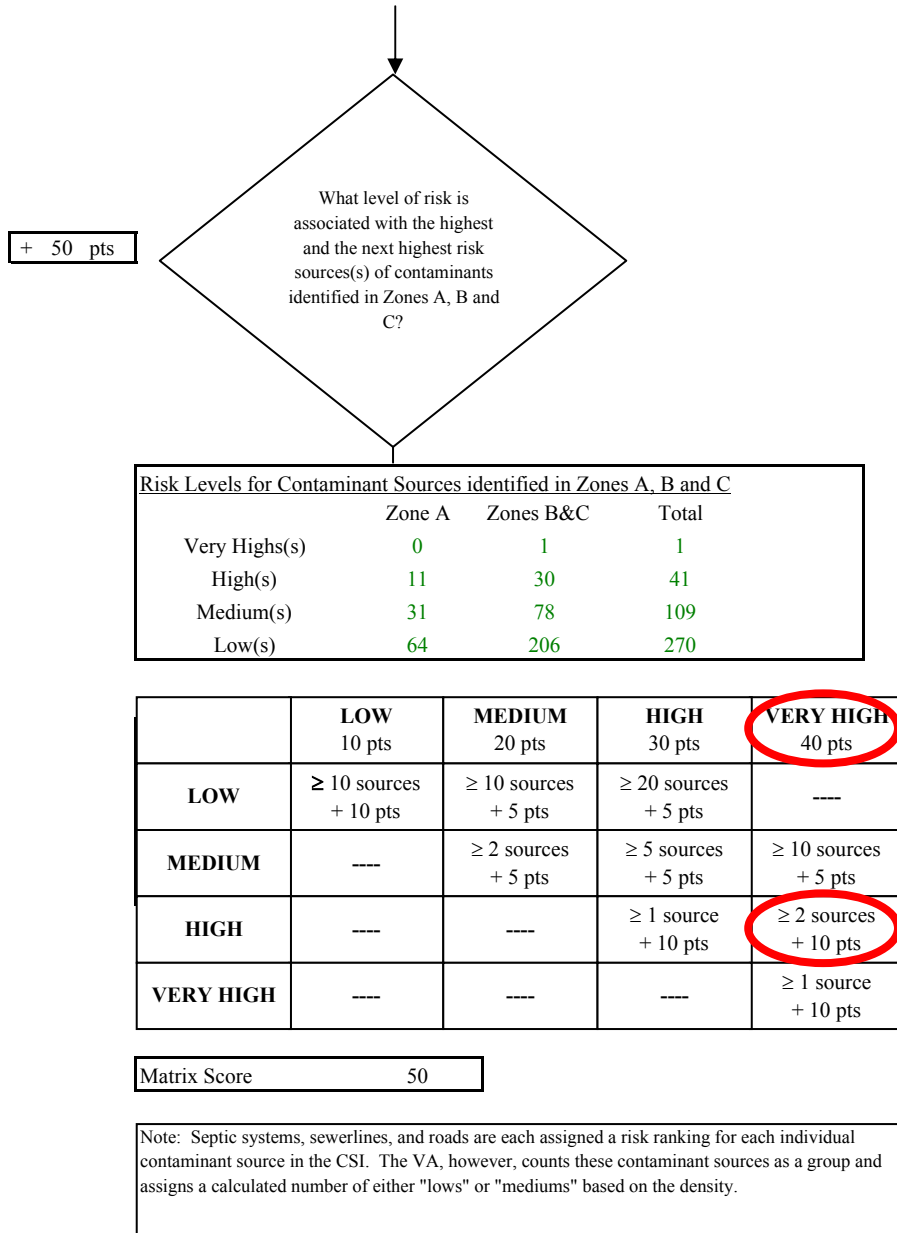 What level of risk is
associated with the highest
and the next highest risk
sources(s) of contaminants
identified in Zones A, B and
C?
+ 50 pts
Risk Levels for Contaminant Sources identified in Zones A, B and C
Zone A Zones B&C Total
Very Highs(s) 0 1 1
High(s) 11 30 41
Medium(s) 31 78 109
Low(s) 64 206 270
LOW MEDIUM HIGH VERY HIGH
10 pts 20 pts 30 pts 40 pts
LOW ≥ 10 sources ≥ 10 sources ≥ 20 sources ----
+ 10 pts + 5 pts + 5 pts
MEDIUM ---- ≥ 2 sources ≥ 5 sources ≥ 10 sources
+ 5 pts + 5 pts + 5 pts
HIGH ---- ---- ≥ 1 source ≥ 2 sources
+ 10 pts + 10 pts
VERY HIGH ---- ---- ---- ≥ 1 source
+ 10 pts
Matrix Score 50
Note: Septic systems, sewerlines, and roads are each assigned a risk ranking for each individual
contaminant source in the CSI. The VA, however, counts these contaminant sources as a group and
assigns a calculated number of either "lows" or "mediums" based on the density.